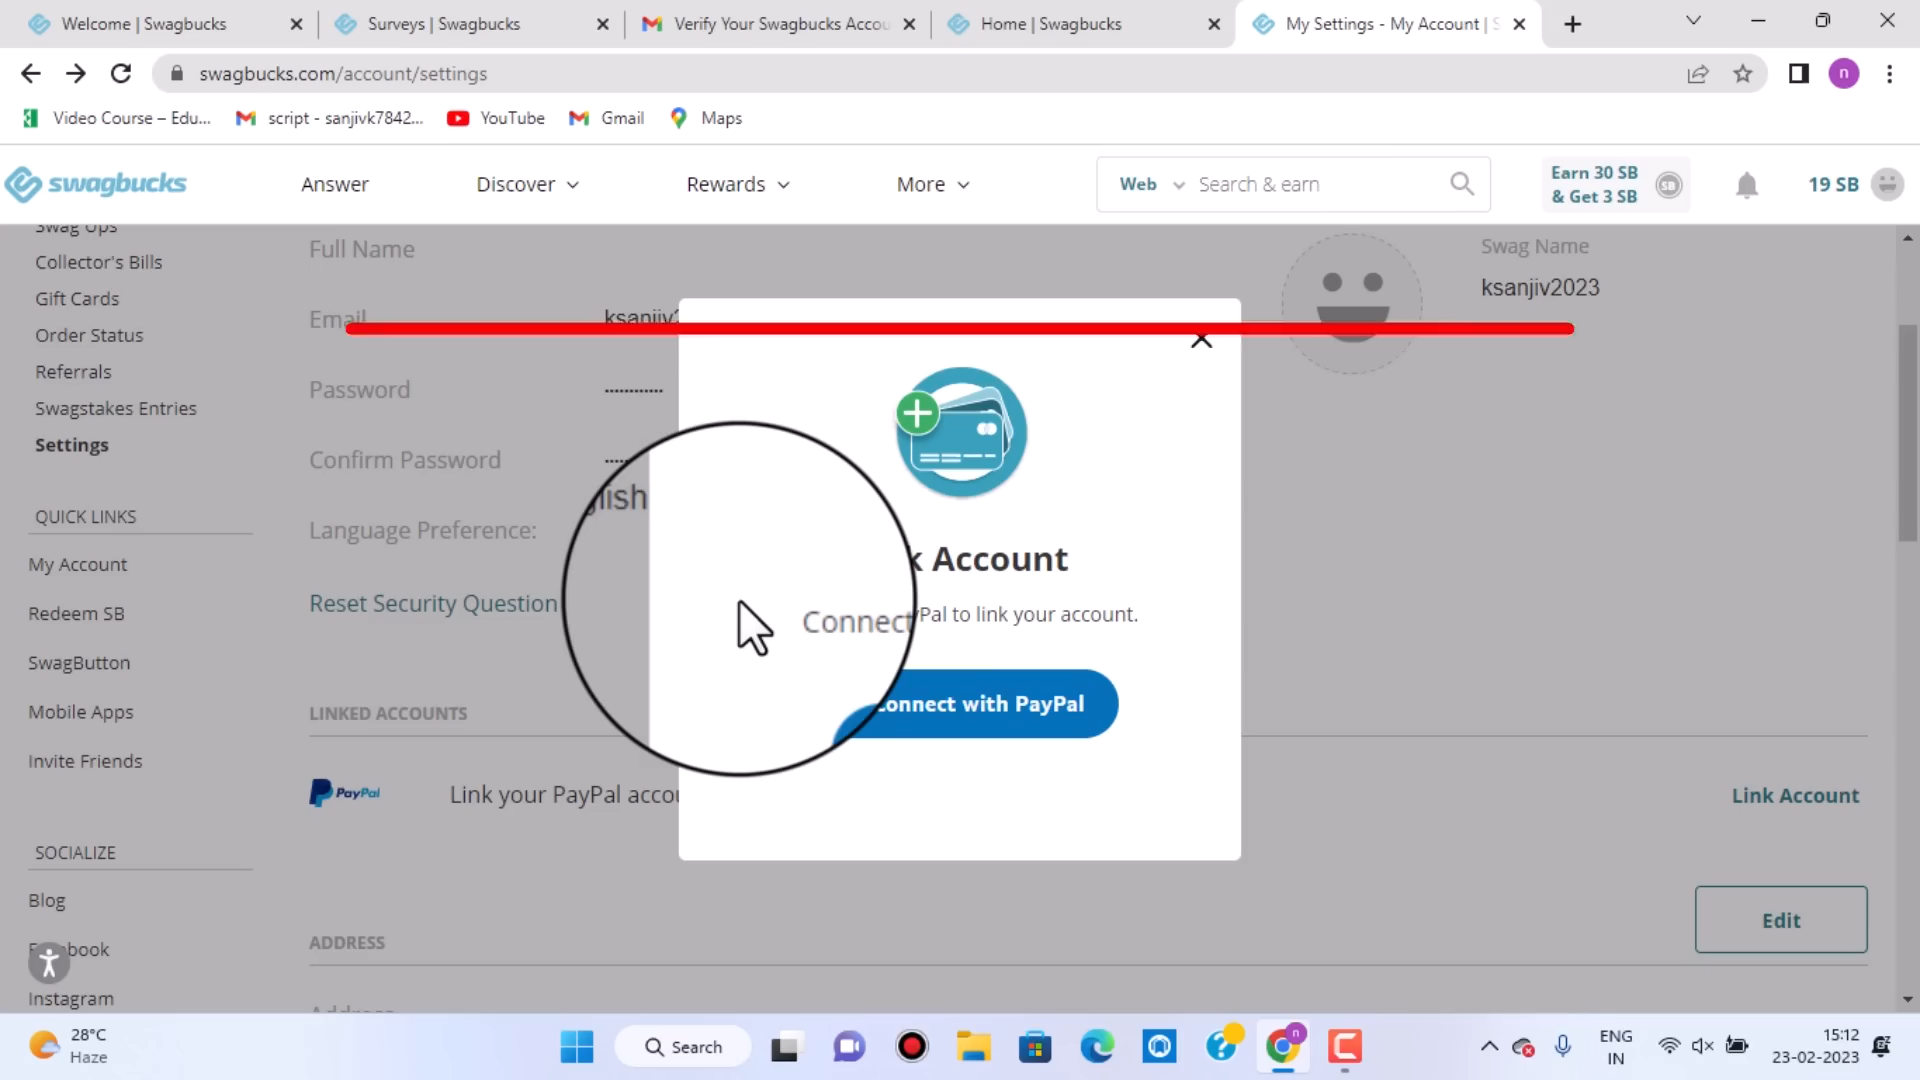 Welcome | Swagbucks
Surveys | Swagbucks
Verify Your Swagbucks Accou
Home | Swagbucks
My Settings - My Account | S
swagbucks.com/account/settings
n
Video Course – Edu...
script - sanjivk7842...
YouTube
Gmail
Maps
swagbucks
Answer
Discover
Rewards
More
Web
Search & earn
Earn 30 SB
& Get 3 SB
SB
19 SB
Swag Ups
Collector's Bills
Gift Cards
Order Status
Referrals
Swagstakes Entries
Settings
QUICK LINKS
My Account
Redeem SB
SwagButton
Mobile Apps
Invite Friends
SOCIALIZE
Blog
Instagram
Full Name
Email
Password
Confirm Password
Language Preference:
Reset Security Question
LINKED ACCOUNTS
PayPal
Link your PayPal accou
Link Account
ADDRESS
Edit
Address
Swag Name
ksanjiv2023
Account
Connect
Pal to link your account.
onnect with PayPal
28°C
Haze
Search
n
ENG
IN
15:12
23-02-2023